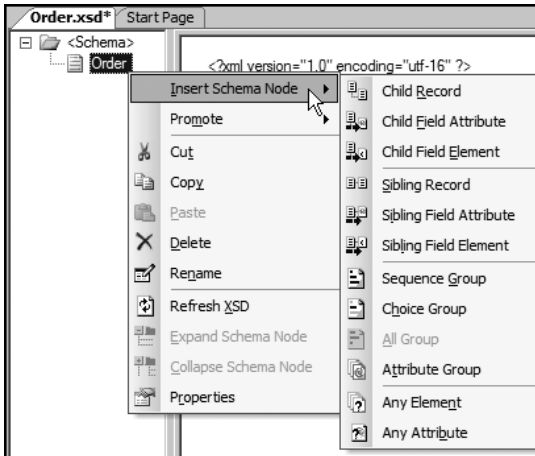 Order.xsd* Start Page
<Schema>
Order
<?xml version="1.0" encoding="utf-16" ?>
Insert Schema Node
Promote
Cut
Copy
Paste
Delete
Rename
Refresh XSD
Expand Schema Node
Collapse Schema Node
Properties
Child Record
Child Field Attribute
Child Field Element
Sibling Record
Sibling Field Attribute
Sibling Field Element
Sequence Group
Choice Group
All Group
Attribute Group
Any Element
Any Attribute